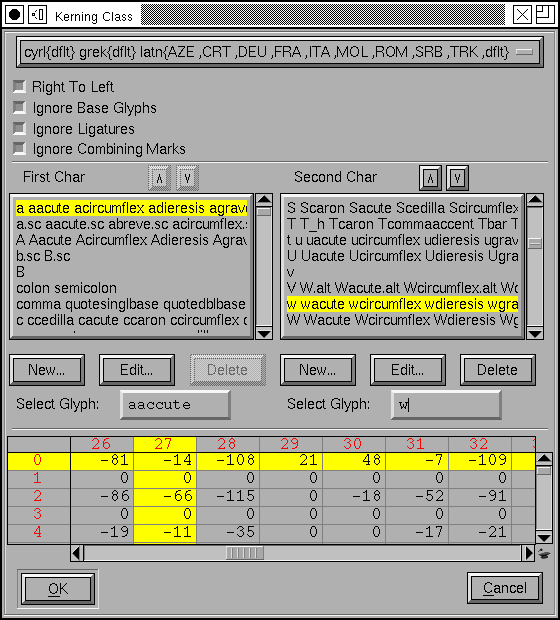 Kerning Class
cyrl{dflt} grek{dflt} latn{AZE ,CRT ,DEU ,FRA ,ITA ,MOL ,ROM ,SRB ,TRK ,dflt}
Right To Left
Ignore Base Glyphs
Ignore Ligatures
Ignore Combining Marks
First Char
Second Char
a aacute acircumflex adieresis agrave
a.sc aacute.sc abreve.sc acircumflex.
A Aacute Acircumflex Adieresis Agrav
b.sc B.sc
B
colon semicolon
comma quotesinglbase quotedblbase
c ccedilla cacute ccaron ccircumflex c
S Scaron Sacute Scedilla Scircumflex
T T_h Tcaron Tcommaaccent Tbar T
t u uacute ucircumflex udieresis ugrav
U Uacute Ucircumflex Udieresis Ugra
v
V W.alt Wacute.alt Wcircumflex.alt Wd
w wacute wcircumflex wdieresis wgra
W Wacute Wcircumflex Wdieresis Wg
New... Edit... Delete New... Edit... Delete
Select Glyph: aaccute Select Glyph: w
26 27 28 29 30 31 32
0 -81 -14 -108 21 48 -7 -109
1 0 0 0 0 0 0 0
2 -86 -66 -115 0 -18 -52 -91
3 0 0 0 0 0 0 0
4 -19 -11 -35 0 0 -17 -21
OK Cancel